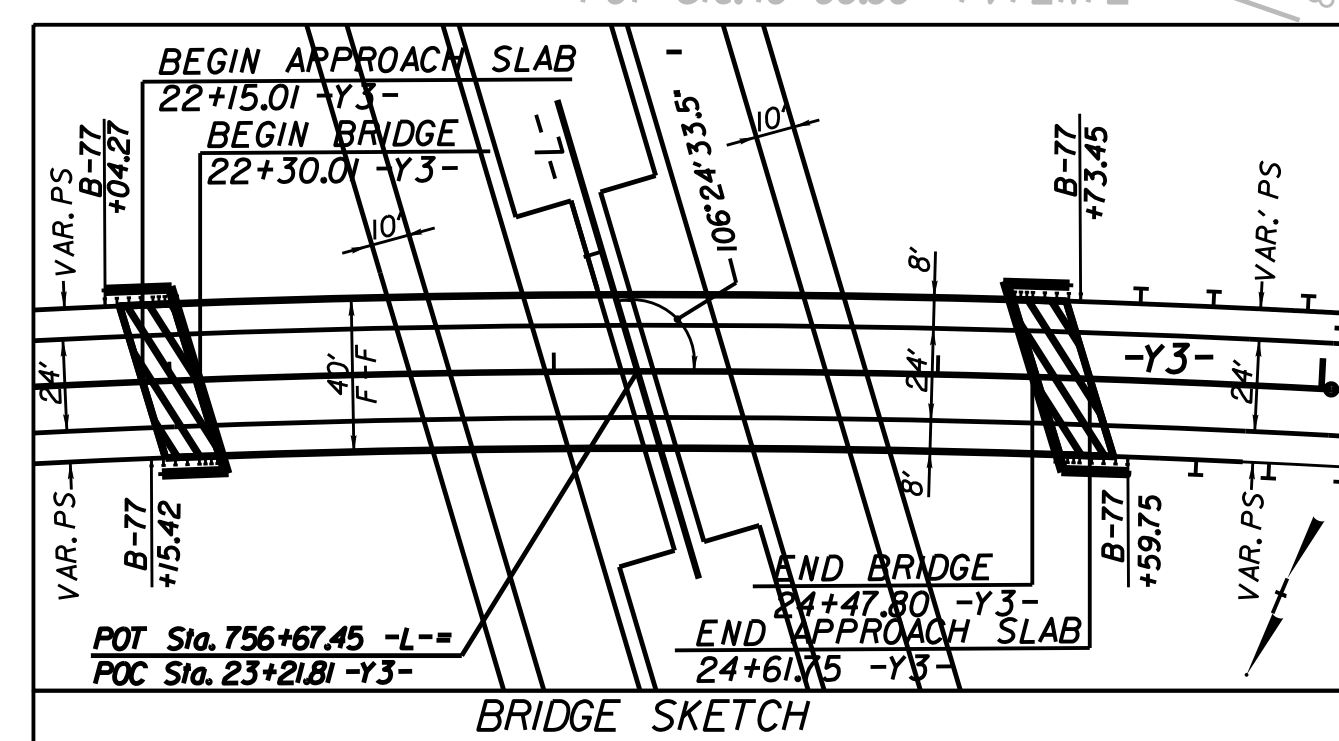 BEGIN APPROACH SLAB
22+15.01 -Y3-
BEGIN BRIDGE
22+30.01 -Y3-
B-77
+04.27
VAR. PS
10'
-L-
106°24'33.5"
10'
B-77
+73.45
VAR.' PS
8'
24'
40'
F-F
24'
-Y3-
24'
8'
VAR. PS
B-77
+15.42
B-77
+59.75
VAR. PS
END BRIDGE
24+47.80 -Y3-
END APPROACH SLAB
24+61.75 -Y3-
POT Sta. 756+67.45 -L-=
POC Sta. 23+21.81 -Y3-
BRIDGE SKETCH